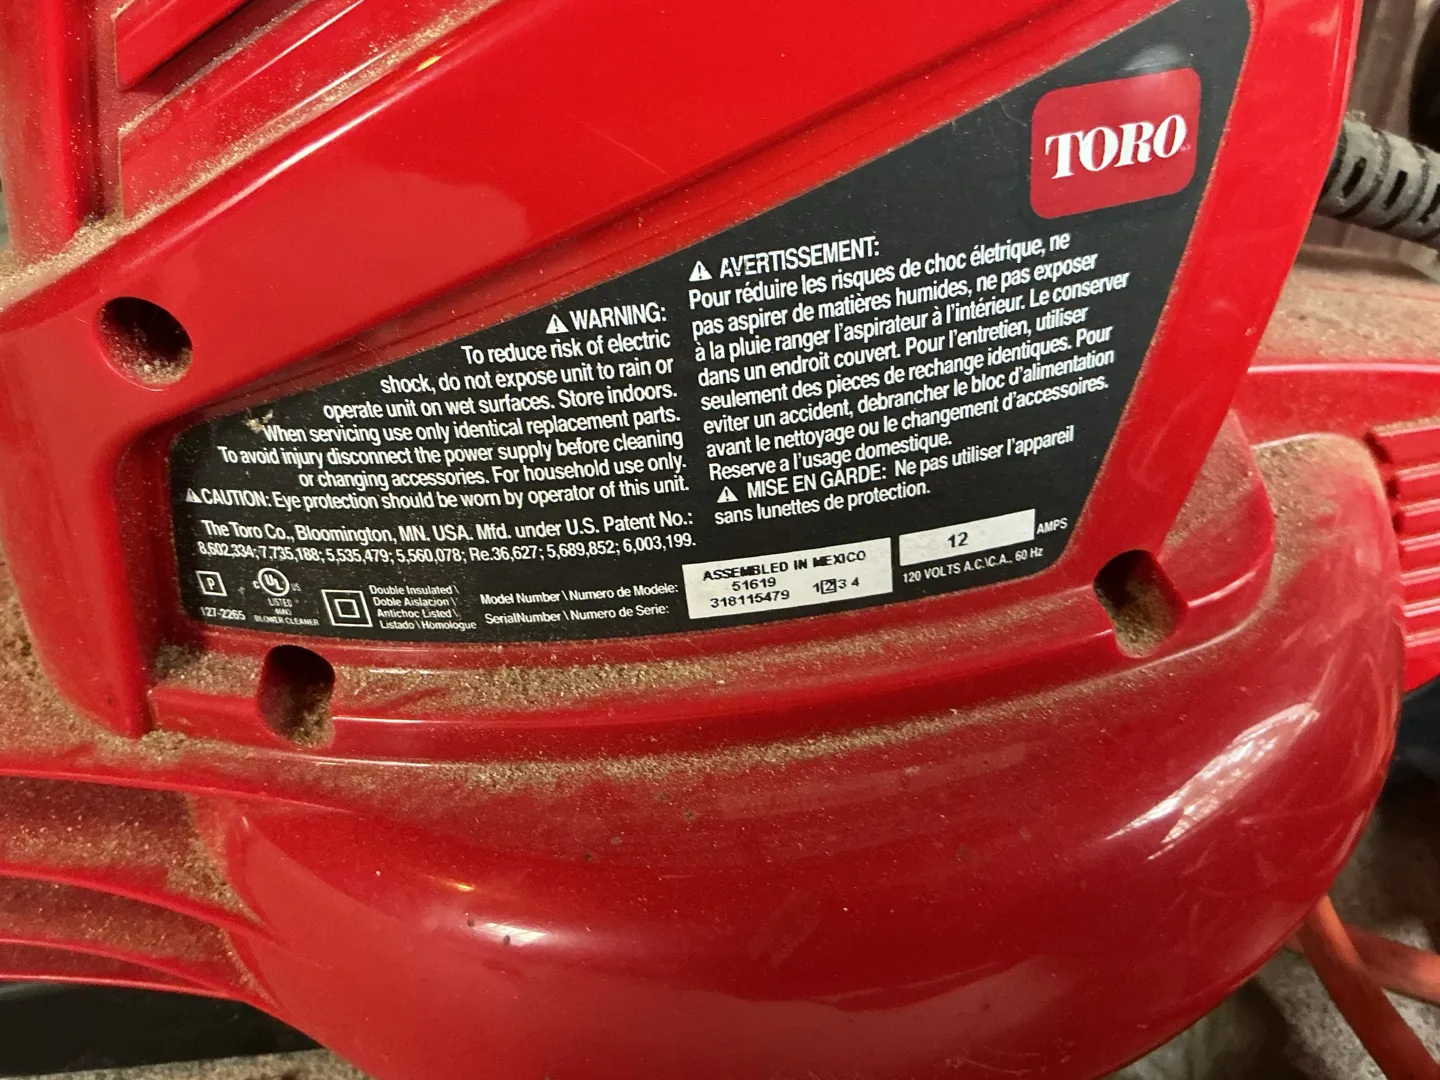 TORO
⚠ WARNING:
To reduce risk of electric
shock, do not expose unit to rain or
operate unit on wet surfaces. Store indoors.
When servicing use only identical replacement parts.
To avoid injury disconnect the power supply before cleaning
or changing accessories. For household use only.
⚠ CAUTION: Eye protection should be worn by operator of this unit.
⚠ AVERTISSEMENT:
Pour réduire les risques de choc életrique, ne
pas aspirer de matières humides, ne pas exposer
à la pluie ranger l'aspirateur à l'intérieur. Le conserver
dans un endroit couvert. Pour l'entretien, utiliser
seulement des pieces de rechange identiques. Pour
eviter un accident, debrancher le bloc d'alimentation
avant le nettoyage ou le changement d'accessoires.
Reserve a l'usage domestique.
⚠ MISE EN GARDE: Ne pas utiliser l'appareil
sans lunettes de protection.
The Toro Co., Bloomington, MN. USA. Mfd. under U.S. Patent No.:
8,602,334; 7,735,188; 5,535,479; 5,560,078; Re.36,627; 5,689,852; 6,003,199.
P
127-2265
C UL US
LISTED
BLOWER CLEANER
Double Insulated \
Doble Aislacion \
Antichoc Listed \
Listado \ Homologue
Model Number \ Numero de Modele:
SerialNumber \ Numero de Serie:
ASSEMBLED IN MEXICO
51619
318115479 1 2 3 4
12 AMPS
120 VOLTS A.C.\C.A., 60 Hz